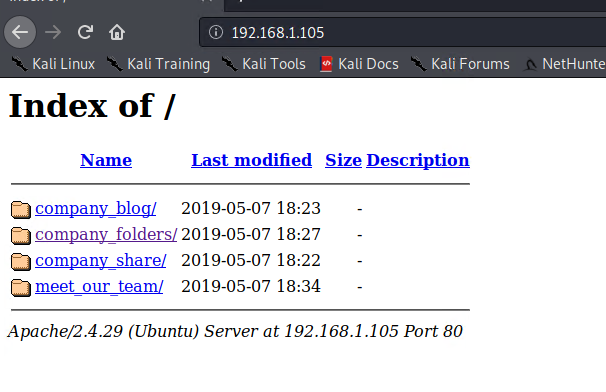 192.168.1.105
Kali Linux Kali Training Kali Tools Kali Docs Kali Forums NetHunte
Index of /
Name Last modified Size Description
company_blog/ 2019-05-07 18:23 -
company_folders/ 2019-05-07 18:27 -
company_share/ 2019-05-07 18:22 -
meet_our_team/ 2019-05-07 18:34 -
Apache/2.4.29 (Ubuntu) Server at 192.168.1.105 Port 80